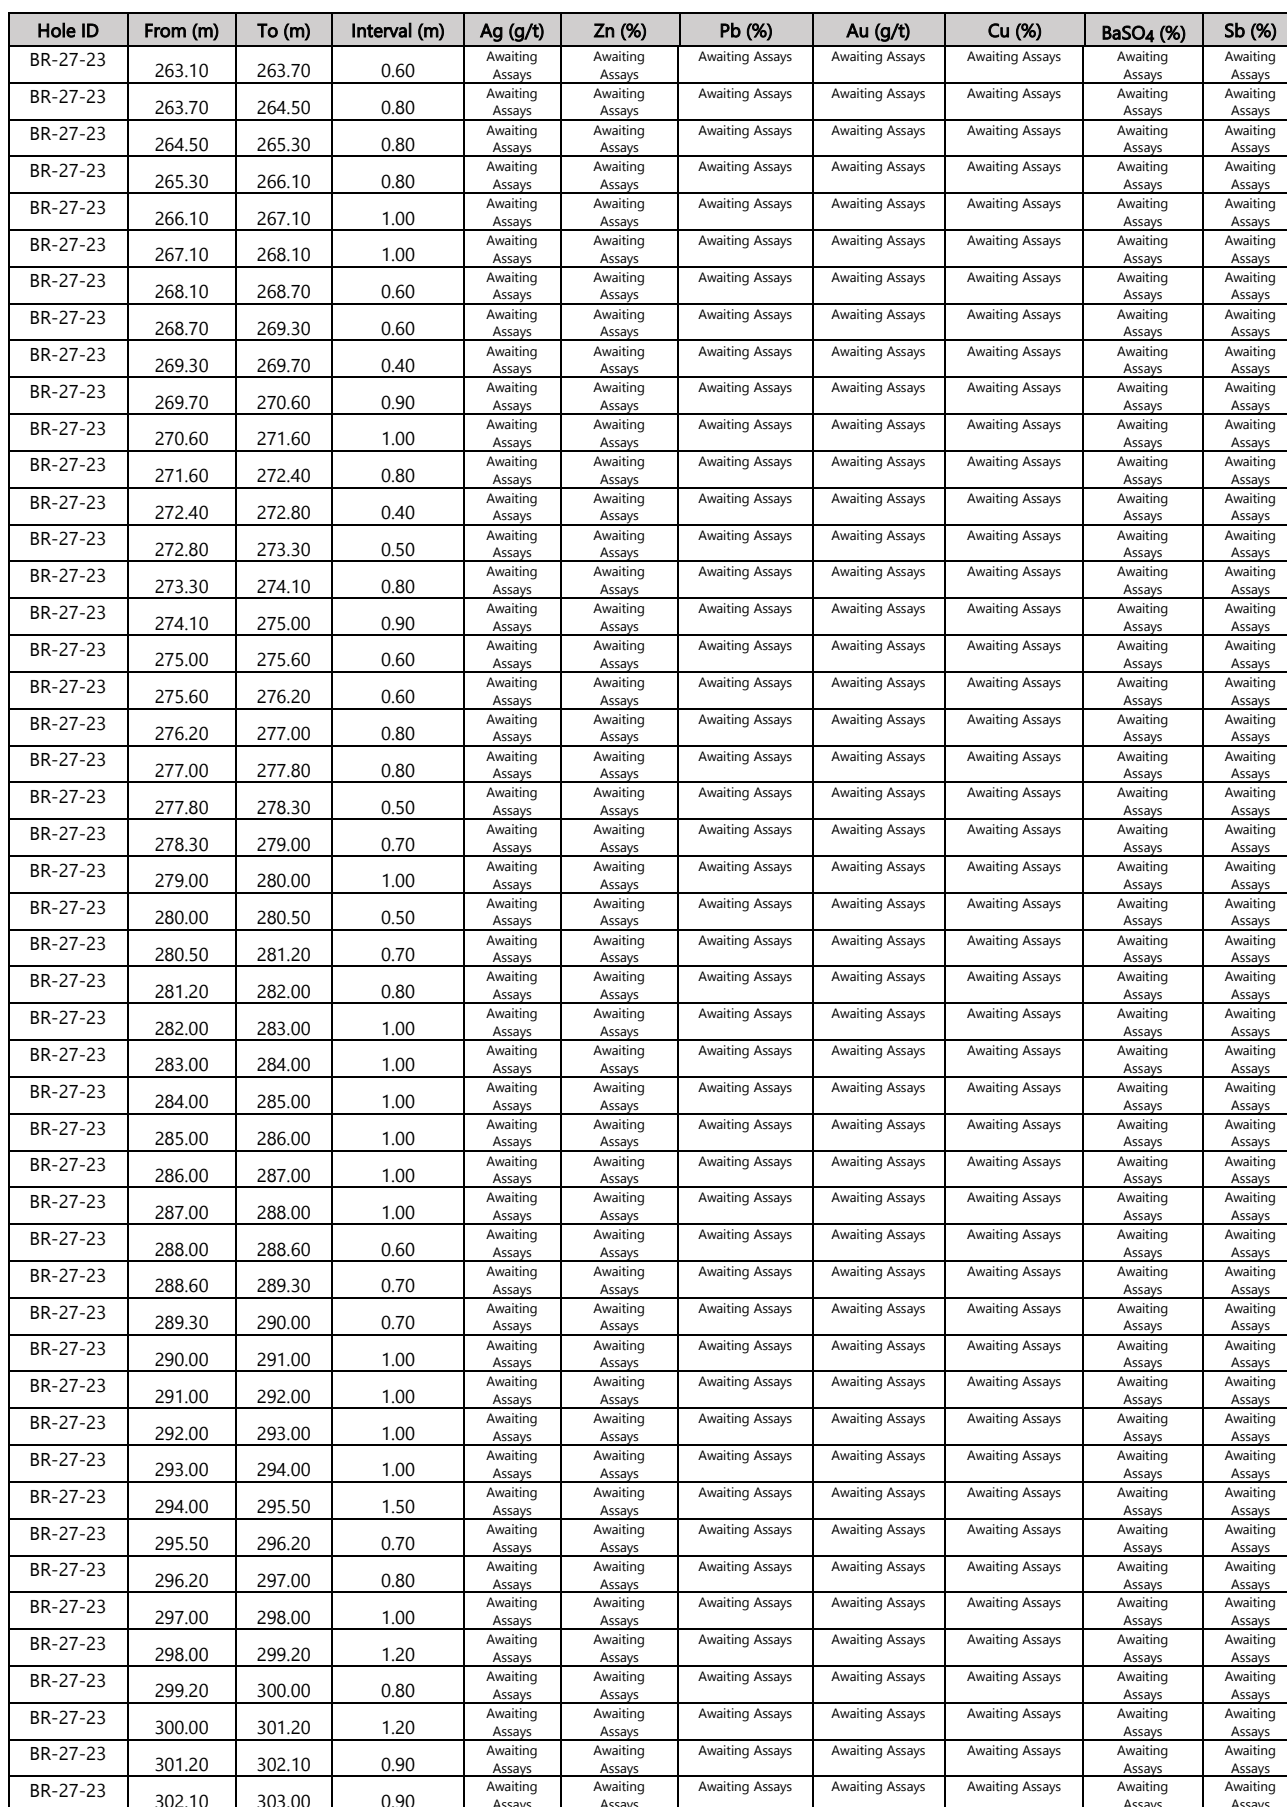 Hole ID From (m) To (m) Interval (m) Ag (g/t) Zn (%) Pb (%) Au (g/t) Cu (%) BaSO4 (%) Sb (%)
BR-27-23 263.10 263.70 0.60 Awaiting Assays Awaiting Assays Awaiting Assays Awaiting Assays Awaiting Assays Awaiting Assays Awaiting Assays
BR-27-23 263.70 264.50 0.80 Awaiting Assays Awaiting Assays Awaiting Assays Awaiting Assays Awaiting Assays Awaiting Assays Awaiting Assays
BR-27-23 264.50 265.30 0.80 Awaiting Assays Awaiting Assays Awaiting Assays Awaiting Assays Awaiting Assays Awaiting Assays Awaiting Assays
BR-27-23 265.30 266.10 0.80 Awaiting Assays Awaiting Assays Awaiting Assays Awaiting Assays Awaiting Assays Awaiting Assays Awaiting Assays
BR-27-23 266.10 267.10 1.00 Awaiting Assays Awaiting Assays Awaiting Assays Awaiting Assays Awaiting Assays Awaiting Assays Awaiting Assays
BR-27-23 267.10 268.10 1.00 Awaiting Assays Awaiting Assays Awaiting Assays Awaiting Assays Awaiting Assays Awaiting Assays Awaiting Assays
BR-27-23 268.10 268.70 0.60 Awaiting Assays Awaiting Assays Awaiting Assays Awaiting Assays Awaiting Assays Awaiting Assays Awaiting Assays
BR-27-23 268.70 269.30 0.60 Awaiting Assays Awaiting Assays Awaiting Assays Awaiting Assays Awaiting Assays Awaiting Assays Awaiting Assays
BR-27-23 269.30 269.70 0.40 Awaiting Assays Awaiting Assays Awaiting Assays Awaiting Assays Awaiting Assays Awaiting Assays Awaiting Assays
BR-27-23 269.70 270.60 0.90 Awaiting Assays Awaiting Assays Awaiting Assays Awaiting Assays Awaiting Assays Awaiting Assays Awaiting Assays
BR-27-23 270.60 271.60 1.00 Awaiting Assays Awaiting Assays Awaiting Assays Awaiting Assays Awaiting Assays Awaiting Assays Awaiting Assays
BR-27-23 271.60 272.40 0.80 Awaiting Assays Awaiting Assays Awaiting Assays Awaiting Assays Awaiting Assays Awaiting Assays Awaiting Assays
BR-27-23 272.40 272.80 0.40 Awaiting Assays Awaiting Assays Awaiting Assays Awaiting Assays Awaiting Assays Awaiting Assays Awaiting Assays
BR-27-23 272.80 273.30 0.50 Awaiting Assays Awaiting Assays Awaiting Assays Awaiting Assays Awaiting Assays Awaiting Assays Awaiting Assays
BR-27-23 273.30 274.10 0.80 Awaiting Assays Awaiting Assays Awaiting Assays Awaiting Assays Awaiting Assays Awaiting Assays Awaiting Assays
BR-27-23 274.10 275.00 0.90 Awaiting Assays Awaiting Assays Awaiting Assays Awaiting Assays Awaiting Assays Awaiting Assays Awaiting Assays
BR-27-23 275.00 275.60 0.60 Awaiting Assays Awaiting Assays Awaiting Assays Awaiting Assays Awaiting Assays Awaiting Assays Awaiting Assays
BR-27-23 275.60 276.20 0.60 Awaiting Assays Awaiting Assays Awaiting Assays Awaiting Assays Awaiting Assays Awaiting Assays Awaiting Assays
BR-27-23 276.20 277.00 0.80 Awaiting Assays Awaiting Assays Awaiting Assays Awaiting Assays Awaiting Assays Awaiting Assays Awaiting Assays
BR-27-23 277.00 277.80 0.80 Awaiting Assays Awaiting Assays Awaiting Assays Awaiting Assays Awaiting Assays Awaiting Assays Awaiting Assays
BR-27-23 277.80 278.30 0.50 Awaiting Assays Awaiting Assays Awaiting Assays Awaiting Assays Awaiting Assays Awaiting Assays Awaiting Assays
BR-27-23 278.30 279.00 0.70 Awaiting Assays Awaiting Assays Awaiting Assays Awaiting Assays Awaiting Assays Awaiting Assays Awaiting Assays
BR-27-23 279.00 280.00 1.00 Awaiting Assays Awaiting Assays Awaiting Assays Awaiting Assays Awaiting Assays Awaiting Assays Awaiting Assays
BR-27-23 280.00 280.50 0.50 Awaiting Assays Awaiting Assays Awaiting Assays Awaiting Assays Awaiting Assays Awaiting Assays Awaiting Assays
BR-27-23 280.50 281.20 0.70 Awaiting Assays Awaiting Assays Awaiting Assays Awaiting Assays Awaiting Assays Awaiting Assays Awaiting Assays
BR-27-23 281.20 282.00 0.80 Awaiting Assays Awaiting Assays Awaiting Assays Awaiting Assays Awaiting Assays Awaiting Assays Awaiting Assays
BR-27-23 282.00 283.00 1.00 Awaiting Assays Awaiting Assays Awaiting Assays Awaiting Assays Awaiting Assays Awaiting Assays Awaiting Assays
BR-27-23 283.00 284.00 1.00 Awaiting Assays Awaiting Assays Awaiting Assays Awaiting Assays Awaiting Assays Awaiting Assays Awaiting Assays
BR-27-23 284.00 285.00 1.00 Awaiting Assays Awaiting Assays Awaiting Assays Awaiting Assays Awaiting Assays Awaiting Assays Awaiting Assays
BR-27-23 285.00 286.00 1.00 Awaiting Assays Awaiting Assays Awaiting Assays Awaiting Assays Awaiting Assays Awaiting Assays Awaiting Assays
BR-27-23 286.00 287.00 1.00 Awaiting Assays Awaiting Assays Awaiting Assays Awaiting Assays Awaiting Assays Awaiting Assays Awaiting Assays
BR-27-23 287.00 288.00 1.00 Awaiting Assays Awaiting Assays Awaiting Assays Awaiting Assays Awaiting Assays Awaiting Assays Awaiting Assays
BR-27-23 288.00 288.60 0.60 Awaiting Assays Awaiting Assays Awaiting Assays Awaiting Assays Awaiting Assays Awaiting Assays Awaiting Assays
BR-27-23 288.60 289.30 0.70 Awaiting Assays Awaiting Assays Awaiting Assays Awaiting Assays Awaiting Assays Awaiting Assays Awaiting Assays
BR-27-23 289.30 290.00 0.70 Awaiting Assays Awaiting Assays Awaiting Assays Awaiting Assays Awaiting Assays Awaiting Assays Awaiting Assays
BR-27-23 290.00 291.00 1.00 Awaiting Assays Awaiting Assays Awaiting Assays Awaiting Assays Awaiting Assays Awaiting Assays Awaiting Assays
BR-27-23 291.00 292.00 1.00 Awaiting Assays Awaiting Assays Awaiting Assays Awaiting Assays Awaiting Assays Awaiting Assays Awaiting Assays
BR-27-23 292.00 293.00 1.00 Awaiting Assays Awaiting Assays Awaiting Assays Awaiting Assays Awaiting Assays Awaiting Assays Awaiting Assays
BR-27-23 293.00 294.00 1.00 Awaiting Assays Awaiting Assays Awaiting Assays Awaiting Assays Awaiting Assays Awaiting Assays Awaiting Assays
BR-27-23 294.00 295.50 1.50 Awaiting Assays Awaiting Assays Awaiting Assays Awaiting Assays Awaiting Assays Awaiting Assays Awaiting Assays
BR-27-23 295.50 296.20 0.70 Awaiting Assays Awaiting Assays Awaiting Assays Awaiting Assays Awaiting Assays Awaiting Assays Awaiting Assays
BR-27-23 296.20 297.00 0.80 Awaiting Assays Awaiting Assays Awaiting Assays Awaiting Assays Awaiting Assays Awaiting Assays Awaiting Assays
BR-27-23 297.00 298.00 1.00 Awaiting Assays Awaiting Assays Awaiting Assays Awaiting Assays Awaiting Assays Awaiting Assays Awaiting Assays
BR-27-23 298.00 299.20 1.20 Awaiting Assays Awaiting Assays Awaiting Assays Awaiting Assays Awaiting Assays Awaiting Assays Awaiting Assays
BR-27-23 299.20 300.00 0.80 Awaiting Assays Awaiting Assays Awaiting Assays Awaiting Assays Awaiting Assays Awaiting Assays Awaiting Assays
BR-27-23 300.00 301.20 1.20 Awaiting Assays Awaiting Assays Awaiting Assays Awaiting Assays Awaiting Assays Awaiting Assays Awaiting Assays
BR-27-23 301.20 302.10 0.90 Awaiting Assays Awaiting Assays Awaiting Assays Awaiting Assays Awaiting Assays Awaiting Assays Awaiting Assays
BR-27-23 302.10 303.00 0.90 Awaiting Assays Awaiting Assays Awaiting Assays Awaiting Assays Awaiting Assays Awaiting Assays Awaiting Assays